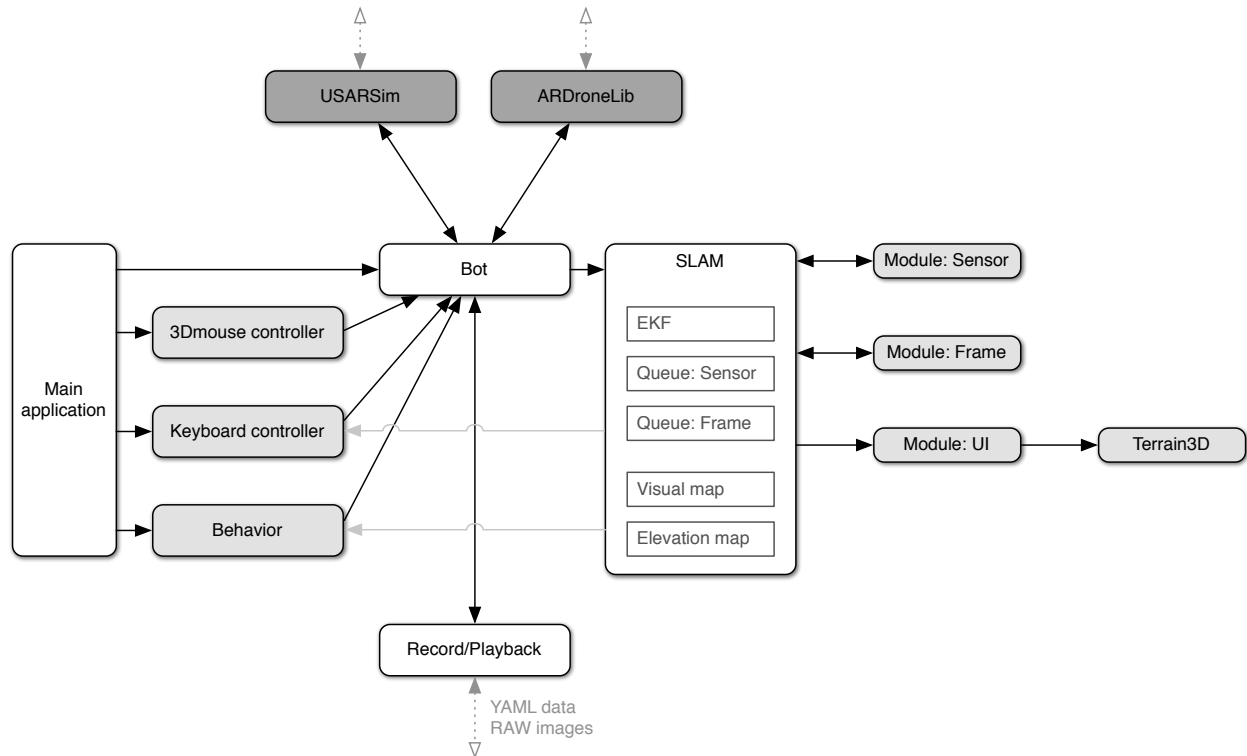 USARSim
ARDroneLib
Main
application
Bot
3Dmouse controller
Keyboard controller
Behavior
SLAM
EKF
Queue: Sensor
Queue: Frame
Visual map
Elevation map
Module: Sensor
Module: Frame
Module: UI
Terrain3D
Record/Playback
YAML data
RAW images